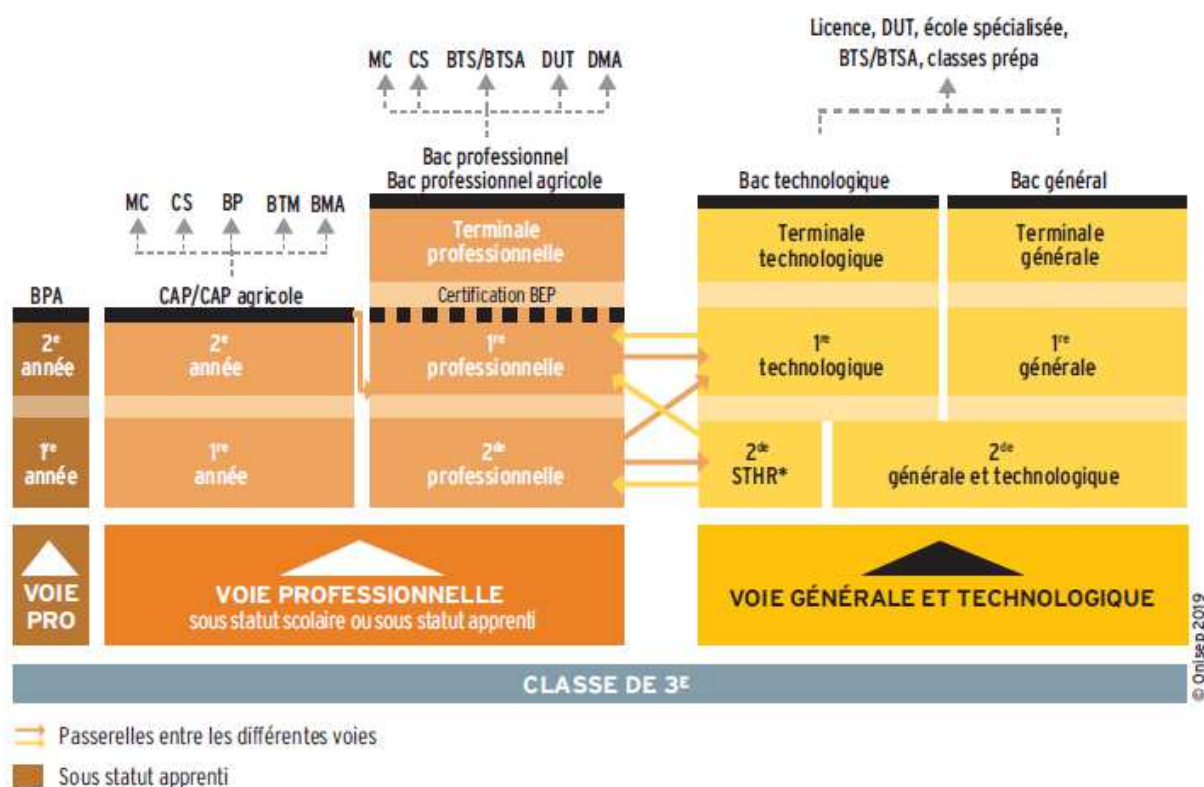 Licence, DUT, école spécialisée,
BTS/BTSA, classes prépa
MC CS BTS/BTSA DUT DMA
Bac professionnel
Bac professionnel agricole
Bac technologique
Bac général
MC CS BP BTM BMA
Terminale
professionnelle
Terminale
technologique
Terminale
générale
BPA
CAP/CAP agricole
Certification BEP
2e
année
2e
année
1re
professionnelle
1re
technologique
1re
générale
1re
année
1re
année
2de
professionnelle
2de
STHR*
2de
générale et technologique
VOIE
PRO
VOIE PROFESSIONNELLE
sous statut scolaire ou sous statut apprenti
VOIE GÉNÉRALE ET TECHNOLOGIQUE
© Onisep 2019
CLASSE DE 3E
Passerelles entre les différentes voies
Sous statut apprenti